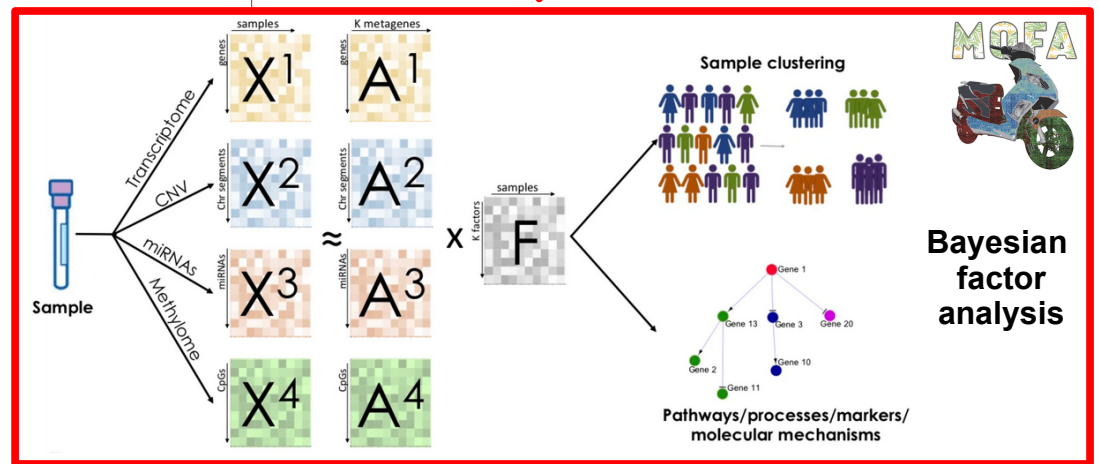 samples
K metagenes
genes
X1
genes
A1
Transcriptome
CNV
miRNAs
Methylome
Sample
Chr segments
X2
Chr segments
A2
≈
x
samples
K factors
F
miRNAs
X3
miRNAs
A3
CpGs
X4
CpGs
A4
Sample clustering
MOFA
Bayesian
factor
analysis
Gene 1
Gene 13
Gene 3
Gene 20
Gene 2
Gene 10
Gene 11
Pathways/processes/markers/
molecular mechanisms